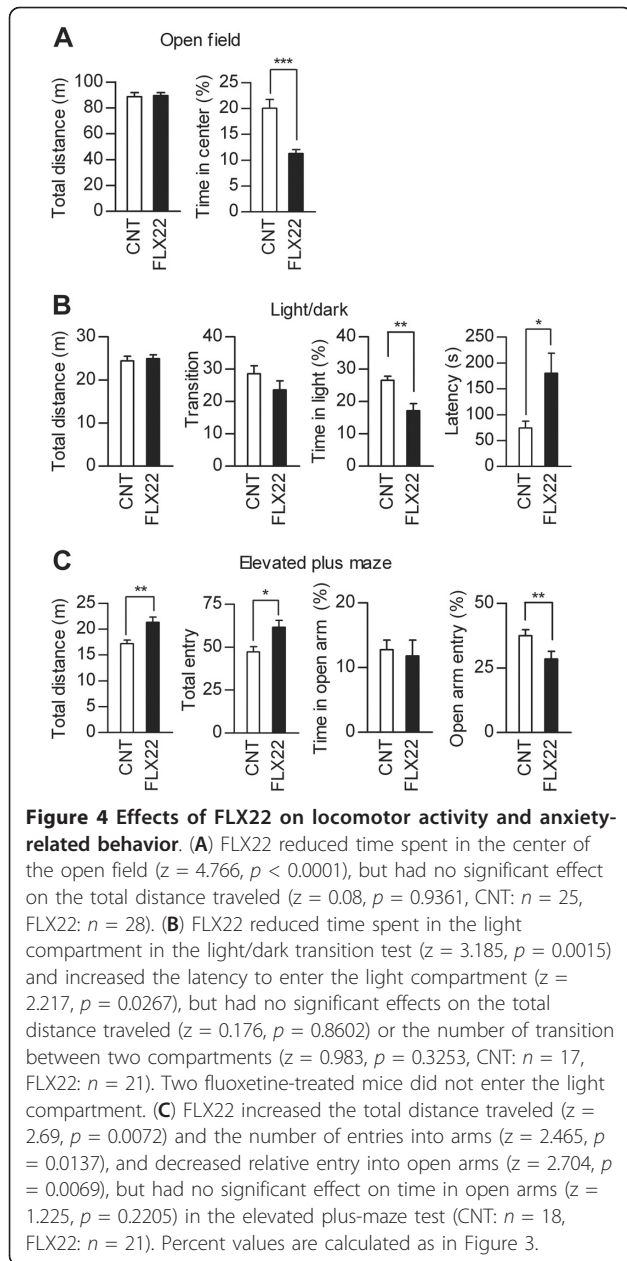 A
Open field
Total distance (m)
100
80
60
40
20
0
CNT
FLX22
Time in center (%)
25
20
15
10
5
0
***
CNT
FLX22
B
Light/dark
Total distance (m)
30
20
10
0
CNT
FLX22
Transition
40
30
20
10
0
CNT
FLX22
Time in light (%)
40
30
20
10
0
**
CNT
FLX22
Latency (s)
250
200
150
100
50
0
*
CNT
FLX22
C
Elevated plus maze
Total distance (m)
25
20
15
10
5
0
**
CNT
FLX22
Total entry
75
50
25
0
*
CNT
FLX22
Time in open arm (%)
20
10
0
CNT
FLX22
Open arm entry (%)
50
25
0
**
CNT
FLX22
Figure 4 Effects of FLX22 on locomotor activity and anxiety-
related behavior. (A) FLX22 reduced time spent in the center of
the open field (z = 4.766, p < 0.0001), but had no significant effect
on the total distance traveled (z = 0.08, p = 0.9361, CNT: n = 25,
FLX22: n = 28). (B) FLX22 reduced time spent in the light
compartment in the light/dark transition test (z = 3.185, p = 0.0015)
and increased the latency to enter the light compartment (z =
2.217, p = 0.0267), but had no significant effects on the total
distance traveled (z = 0.176, p = 0.8602) or the number of transition
between two compartments (z = 0.983, p = 0.3253, CNT: n = 17,
FLX22: n = 21). Two fluoxetine-treated mice did not enter the light
compartment. (C) FLX22 increased the total distance traveled (z =
2.69, p = 0.0072) and the number of entries into arms (z = 2.465, p
= 0.0137), and decreased relative entry into open arms (z = 2.704, p
= 0.0069), but had no significant effect on time in open arms (z =
1.225, p = 0.2205) in the elevated plus-maze test (CNT: n = 18,
FLX22: n = 21). Percent values are calculated as in Figure 3.